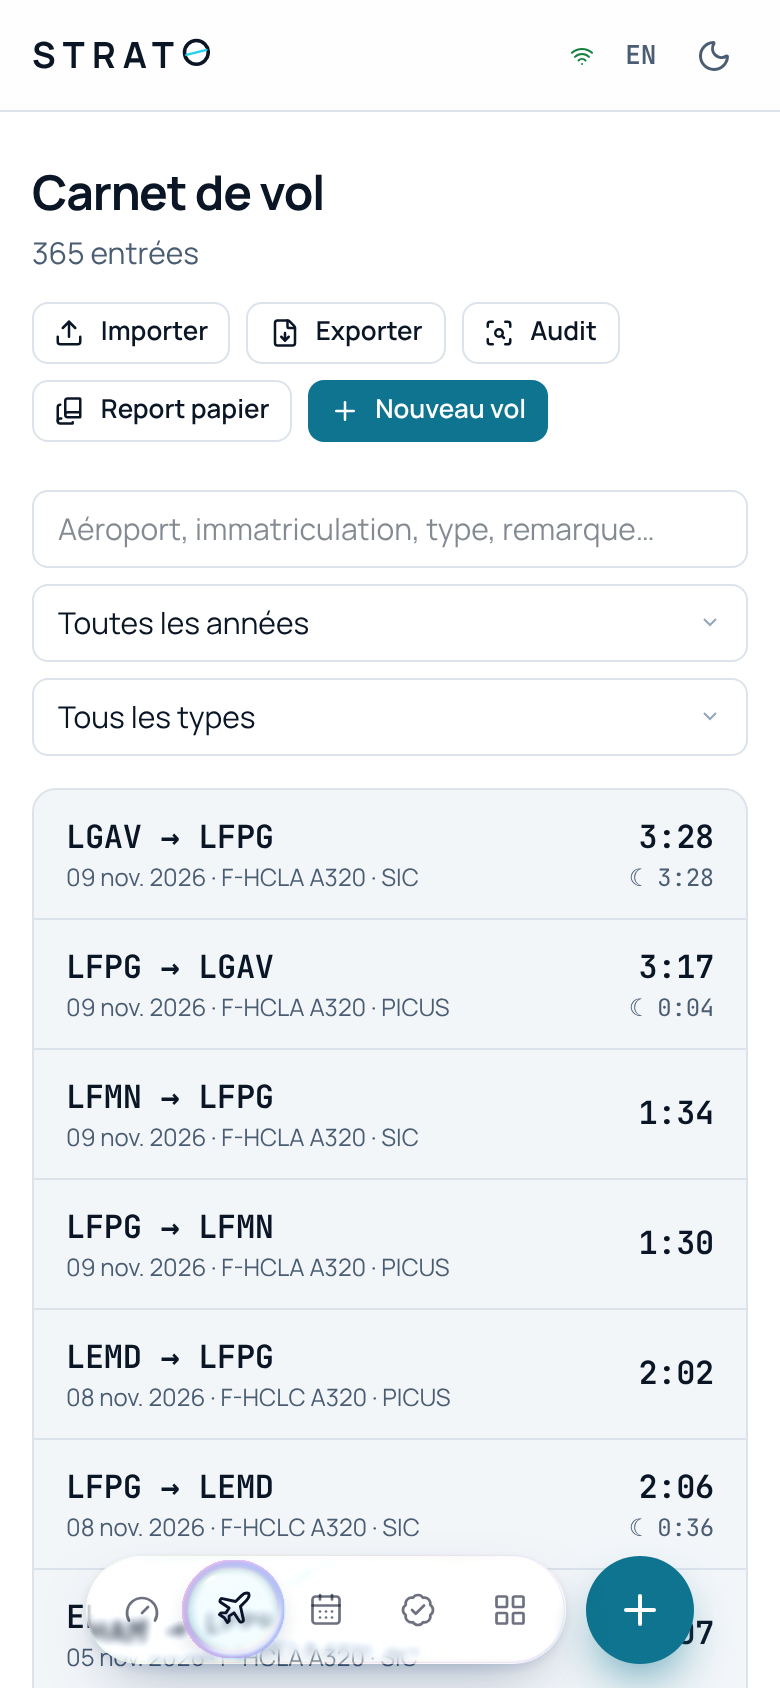 STRATO
EN
Carnet de vol
365 entrées
Importer
Exporter
Audit
Report papier
Nouveau vol
Aéroport, immatriculation, type, remarque...
Toutes les années
Tous les types
LGAV → LFPG
3:28
09 nov. 2026 · F-HCLA A320 · SIC
☾ 3:28
LFPG → LGAV
3:17
09 nov. 2026 · F-HCLA A320 · PICUS
☾ 0:04
LFMN → LFPG
09 nov. 2026 · F-HCLA A320 · SIC
1:34
LFPG → LFMN
09 nov. 2026 · F-HCLA A320 · PICUS
1:30
LEMD → LFPG
08 nov. 2026 · F-HCLC A320 · PICUS
2:02
LFPG → LEMD
2:06
08 nov. 2026 · F-HCLC A320 · SIC
☾ 0:36
05 nov. 2026